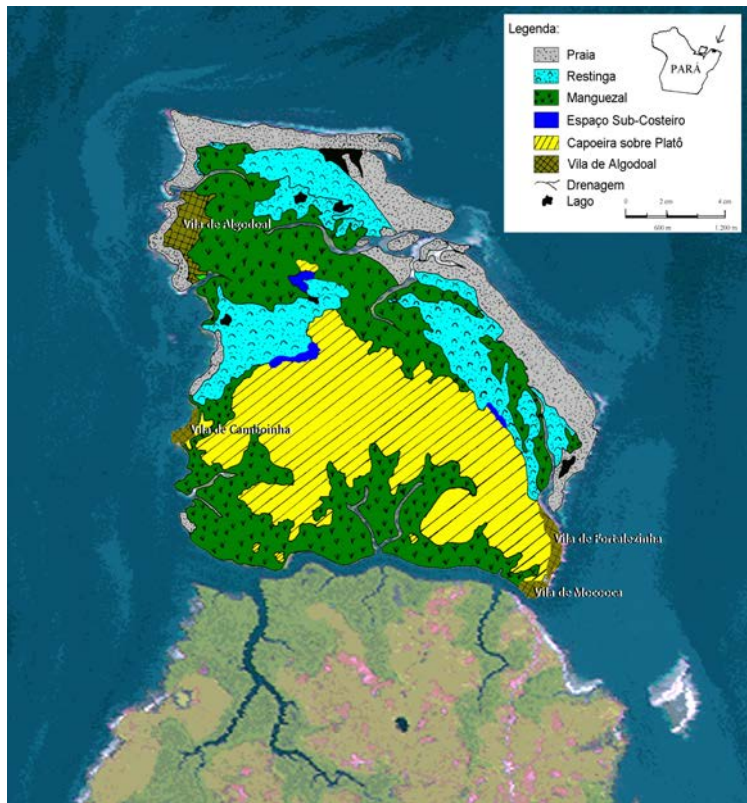 Legenda:
PARÁ
Praia
Restinga
Manguezal
Espaço Sub-Costeiro
Capoeira sobre Platô
Vila de Algodoal
Drenagem
Lago
0 2 cm 4 cm
600 m 1.200 m
Vila de Algodoal
Vila de Camboinha
Vila de Fortalezinha
Vila de Mococa